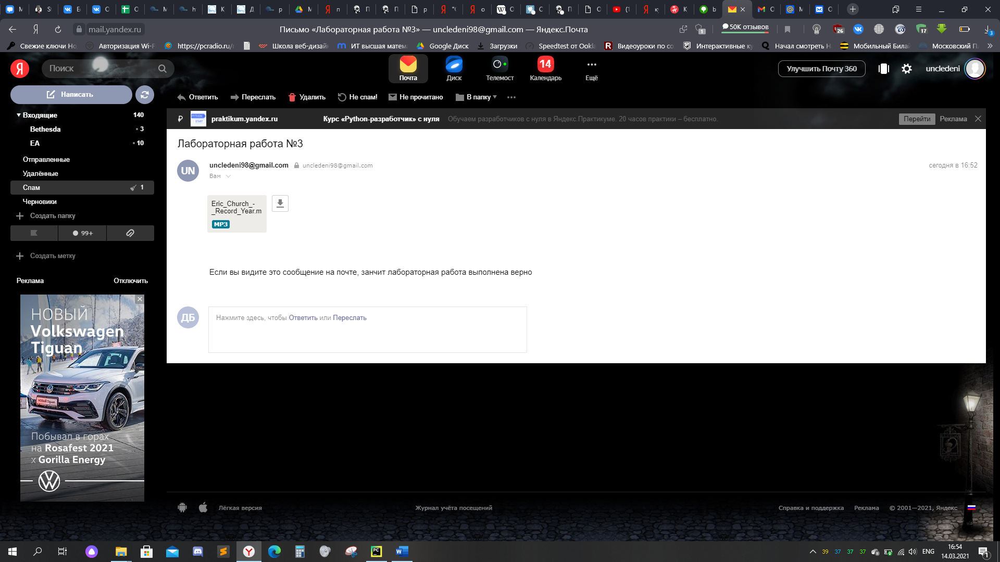 mail.yandex.ru
Письмо «Лабораторная работа №3» — uncledeni98@gmail.com — Яндекс.Почта
50K отзывов
1
26
17
3
Свежие ключи Но
Авторизация Wi-F
https://pcradio.ru/
Школа веб-дизай
ИТ высшая матем
Google Диск
Загрузки
Speedtest от Ookla
Видеоуроки по со
Интерактивные ку
Начал смотреть Н
Мобильный Билай
Московский П
Я
Поиск
Почта
Диск
Телемост
14
Календарь
Ещё
Улучшить Почту 360
uncledeni
Написать
Ответить
Переслать
Удалить
Не спам!
Не прочитано
В папку
Входящие 140
Bethesda 3
EA 10
Отправленные
Удалённые
Спам 1
Черновики
Создать папку
99+
Создать метку
Реклама Отключить
НОВЫЙ
Volkswagen
Tiguan
НОВЫЙ Tiguan
Побывал в горах
на Rosafest 2021
х Gorilla Energy
₽ praktikum.yandex.ru Курс «Python-разработчик» с нуля Обучаем разработчиков с нуля в Яндекс.Практикуме. 20 часов практики – бесплатно. Перейти Реклама
Лабораторная работа №3
UN
uncledeni98@gmail.com uncledeni98@gmail.com сегодня в 16:52
Вам
Eric_Church_-
_Record_Year.m
MP3
Если вы видите это сообщение на почте, занчит лабораторная работа выполнена верно
ДБ
Нажмите здесь, чтобы Ответить или Переслать
Лёгкая версия
Журнал учёта посещений
Справка и поддержка
Реклама
© 2001—2021, Яндекс
39 37 37 37 ENG
16:54
14.03.2021
1